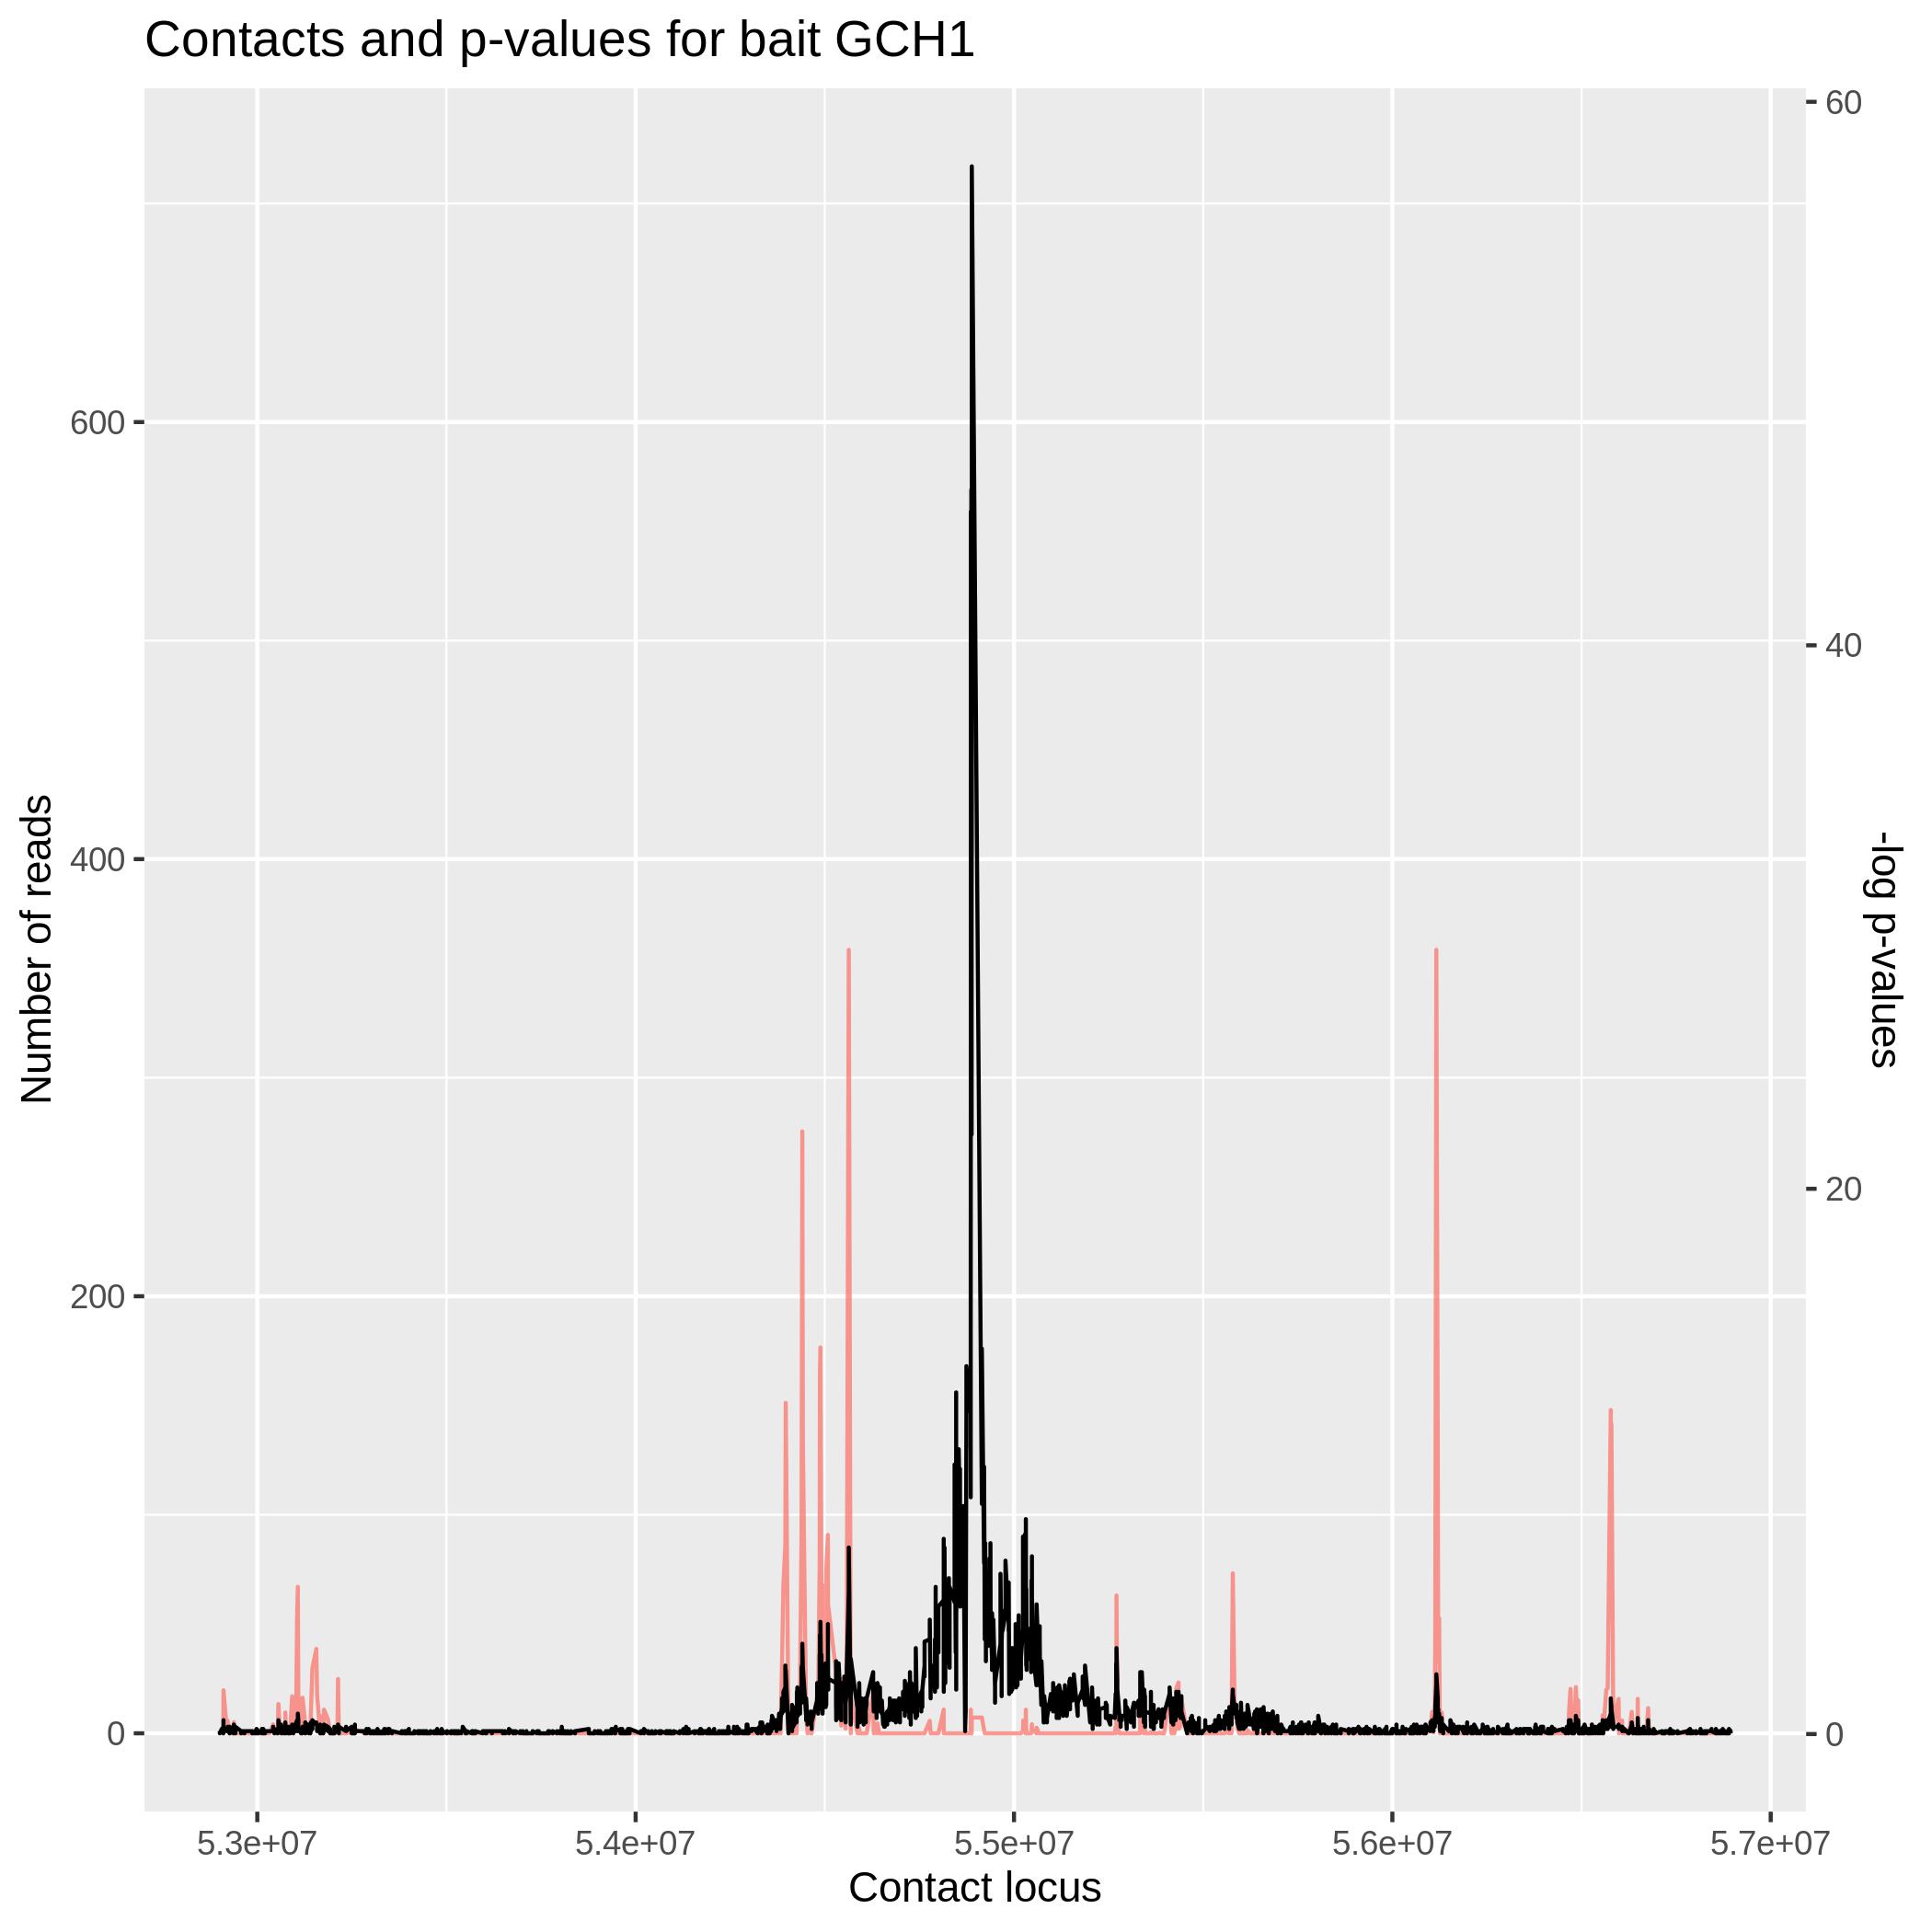 Contacts and p-values for bait GCH1
60
600
40
400
20
200
0
0
Number of reads
-log p-values
5.3e+07 5.4e+07 5.5e+07 5.6e+07 5.7e+07
Contact locus